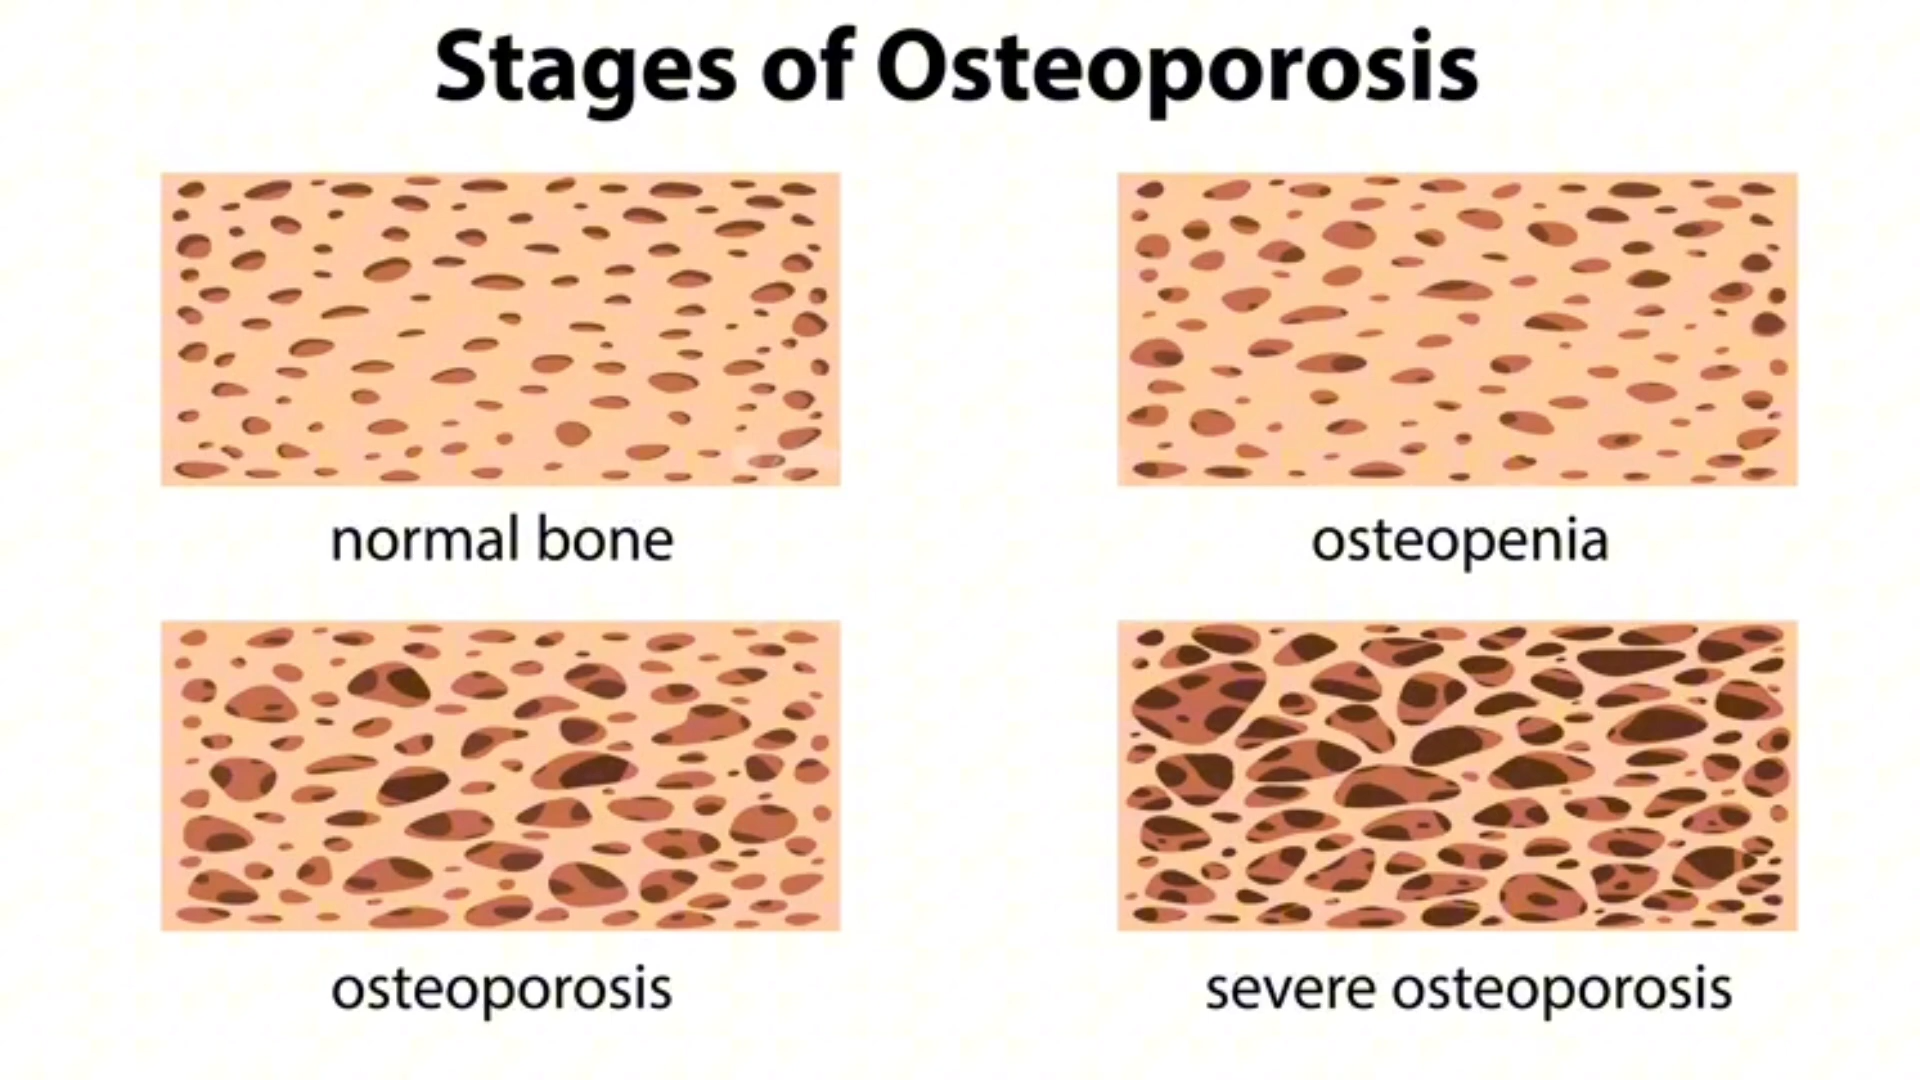 Stages of Osteoporosis
normal bone
osteopenia
osteoporosis
severe osteoporosis